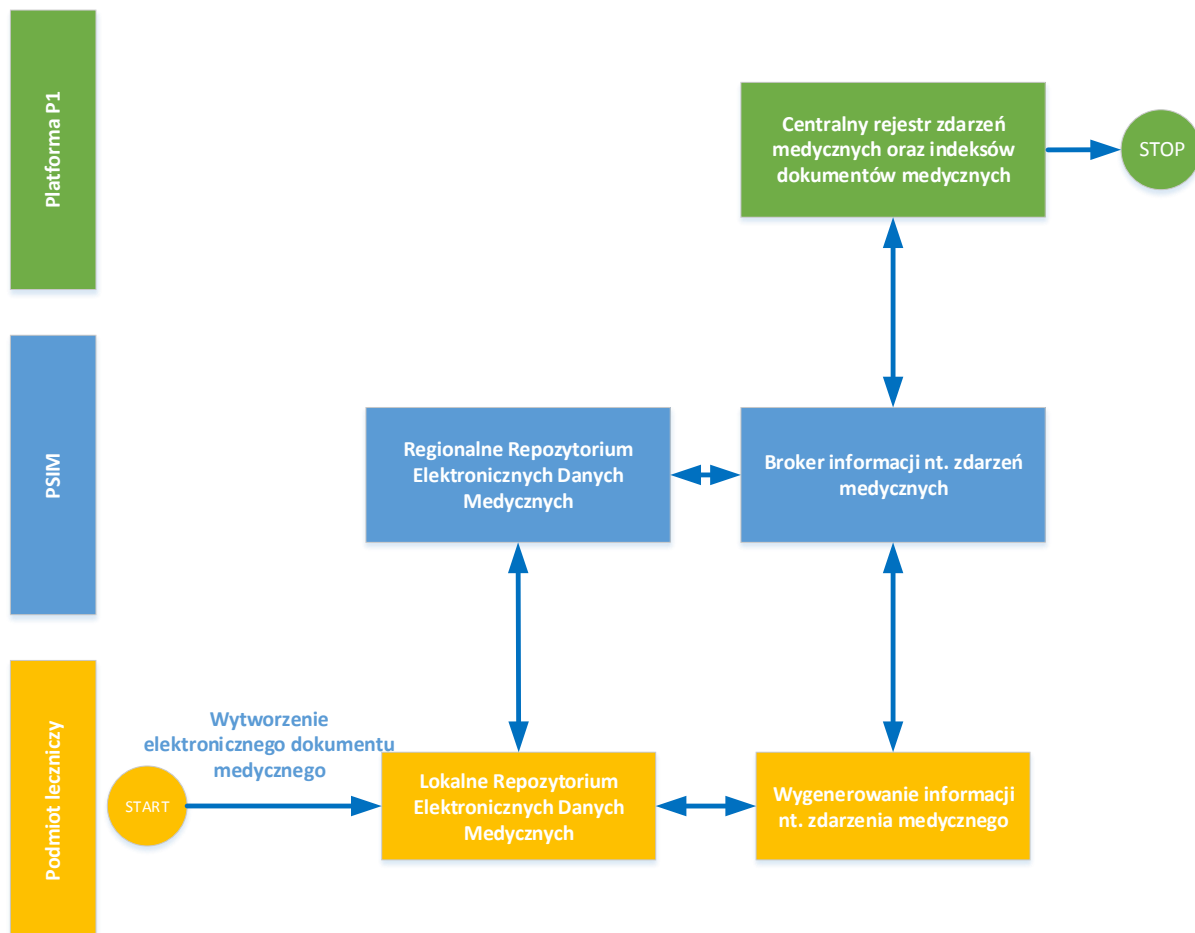 Platforma P1
Centralny rejestr zdarzeń
medycznych oraz indeksów
dokumentów medycznych
STOP
PSIM
Regionalne Repozytorium
Elektronicznych Danych
Medycznych
Broker informacji nt. zdarzeń
medycznych
Podmiot leczniczy
START
Wytworzenie
elektronicznego dokumentu
medycznego
Lokalne Repozytorium
Elektronicznych Danych
Medycznych
Wygenerowanie informacji
nt. zdarzenia medycznego